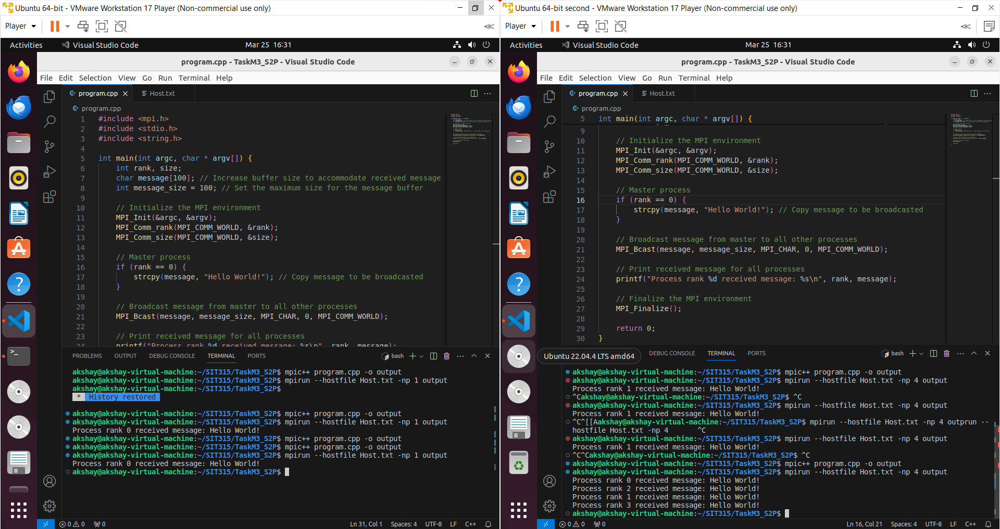 Ubuntu 64-bit - VMware Workstation 17 Player (Non-commercial use only)
Player
Activities
Visual Studio Code
Mar 25 16:31
program.cpp - TaskM3_S2P - Visual Studio Code
File Edit Selection View Go Run Terminal Help
program.cpp
Host.txt
program.cpp
1 #include <mpi.h>
2 #include <stdio.h>
3 #include <string.h>
4
5 int main(int argc, char * argv[]) {
6 int rank, size;
7 char message[100]; // Increase buffer size to accommodate received message
8 int message_size = 100; // Set the maximum size for the message buffer
9
10 // Initialize the MPI environment
11 MPI_Init(&argc, &argv);
12 MPI_Comm_rank(MPI_COMM_WORLD, &rank);
13 MPI_Comm_size(MPI_COMM_WORLD, &size);
14
15 // Master process
16 if (rank == 0) {
17 strcpy(message, "Hello World!"); // Copy message to be broadcasted
18 }
19
20 // Broadcast message from master to all other processes
21 MPI_Bcast(message, message_size, MPI_CHAR, 0, MPI_COMM_WORLD);
22
23 // Print received message for all processes
24 printf("Process rank %d received message: %s\n", rank, message);
PROBLEMS OUTPUT DEBUG CONSOLE TERMINAL PORTS
bash
akshay@akshay-virtual-machine:~/SIT315/TaskM3_S2P$ mpic++ program.cpp -o output
akshay@akshay-virtual-machine:~/SIT315/TaskM3_S2P$ mpirun --hostfile Host.txt -np 1 output
akshay@akshay-virtual-machine:~/SIT315/TaskM3_S2P$
* History restored
akshay@akshay-virtual-machine:~/SIT315/TaskM3_S2P$ mpic++ program.cpp -o output
akshay@akshay-virtual-machine:~/SIT315/TaskM3_S2P$ mpirun --hostfile Host.txt -np 1 output
Process rank 0 received message: Hello World!
akshay@akshay-virtual-machine:~/SIT315/TaskM3_S2P$ mpic++ program.cpp -o output
akshay@akshay-virtual-machine:~/SIT315/TaskM3_S2P$ mpic++ program.cpp -o output
akshay@akshay-virtual-machine:~/SIT315/TaskM3_S2P$ mpirun --hostfile Host.txt -np 1 output
Process rank 0 received message: Hello World!
akshay@akshay-virtual-machine:~/SIT315/TaskM3_S2P$
0 0 0
Ln 31, Col 1 Spaces: 4 UTF-8 LF C++
Ubuntu 64-bit second - VMware Workstation 17 Player (Non-commercial use only)
Player
Activities
Visual Studio Code
Mar 25 16:31
program.cpp - TaskM3_S2P - Visual Studio Code
File Edit Selection View Go Run Terminal Help
program.cpp
Host.txt
program.cpp
5 int main(int argc, char * argv[]) {
9
10 // Initialize the MPI environment
11 MPI_Init(&argc, &argv);
12 MPI_Comm_rank(MPI_COMM_WORLD, &rank);
13 MPI_Comm_size(MPI_COMM_WORLD, &size);
14
15 // Master process
16 if (rank == 0) {
17 strcpy(message, "Hello World!"); // Copy message to be broadcasted
18 }
19
20 // Broadcast message from master to all other processes
21 MPI_Bcast(message, message_size, MPI_CHAR, 0, MPI_COMM_WORLD);
22
23 // Print received message for all processes
24 printf("Process rank %d received message: %s\n", rank, message);
25
26 // Finalize the MPI environment
27 MPI_Finalize();
28
29 return 0;
30 }
Ubuntu 22.04.4 LTS amd64
DEBUG CONSOLE TERMINAL PORTS
bash
akshay@akshay-virtual-machine:~/SIT315/TaskM3_S2P$ mpic++ program.cpp -o output
akshay@akshay-virtual-machine:~/SIT315/TaskM3_S2P$ mpirun --hostfile Host.txt -np 4 output
Process rank 1 received message: Hello World!
^Cakshay@akshay-virtual-machine:~/SIT315/TaskM3_S2P$ ^C
akshay@akshay-virtual-machine:~/SIT315/TaskM3_S2P$ mpirun --hostfile Host.txt -np 4 output
Process rank 1 received message: Hello World!
^C^[[Aakshay@akshay-virtual-machine:~/SIT315/TaskM3_S2P$ mpirun --hostfile Host.txt -np 4 outprun --
hostfile Host.txt -np 4 ^C
akshay@akshay-virtual-machine:~/SIT315/TaskM3_S2P$ mpirun --hostfile Host.txt -np 4 output
Process rank 1 received message: Hello World!
^C^Cakshay@akshay-virtual-machine:~/SIT315/TaskM3_S2P$ ^C
akshay@akshay-virtual-machine:~/SIT315/TaskM3_S2P$ mpic++ program.cpp -o output
akshay@akshay-virtual-machine:~/SIT315/TaskM3_S2P$ mpirun --hostfile Host.txt -np 4 output
Process rank 0 received message: Hello World!
Process rank 2 received message: Hello World!
Process rank 1 received message: Hello World!
Process rank 3 received message: Hello World!
akshay@akshay-virtual-machine:~/SIT315/TaskM3_S2P$
0 0 0
Ln 16, Col 21 Spaces: 4 UTF-8 LF C++